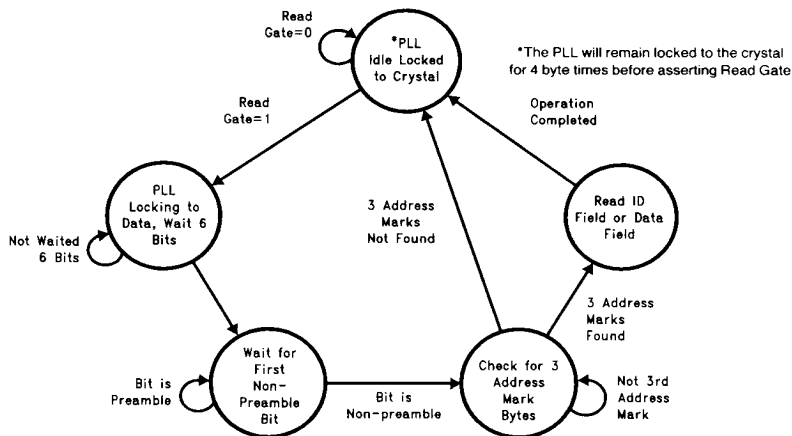 Read
Gate=0
*PLL
Idle Locked
to Crystal
*The PLL will remain locked to the crystal
for 4 byte times before asserting Read Gate
Read
Gate=1
Operation
Completed
PLL
Locking to
Data, Wait 6
Bits
Not Waited
6 Bits
3 Address
Marks
Not Found
Read ID
Field or Data
Field
3 Address
Marks
Found
Wait for
First
Non-
Preamble
Bit
Bit is
Preamble
Bit is
Non-preamble
Check for 3
Address
Mark
Bytes
Not 3rd
Address
Mark